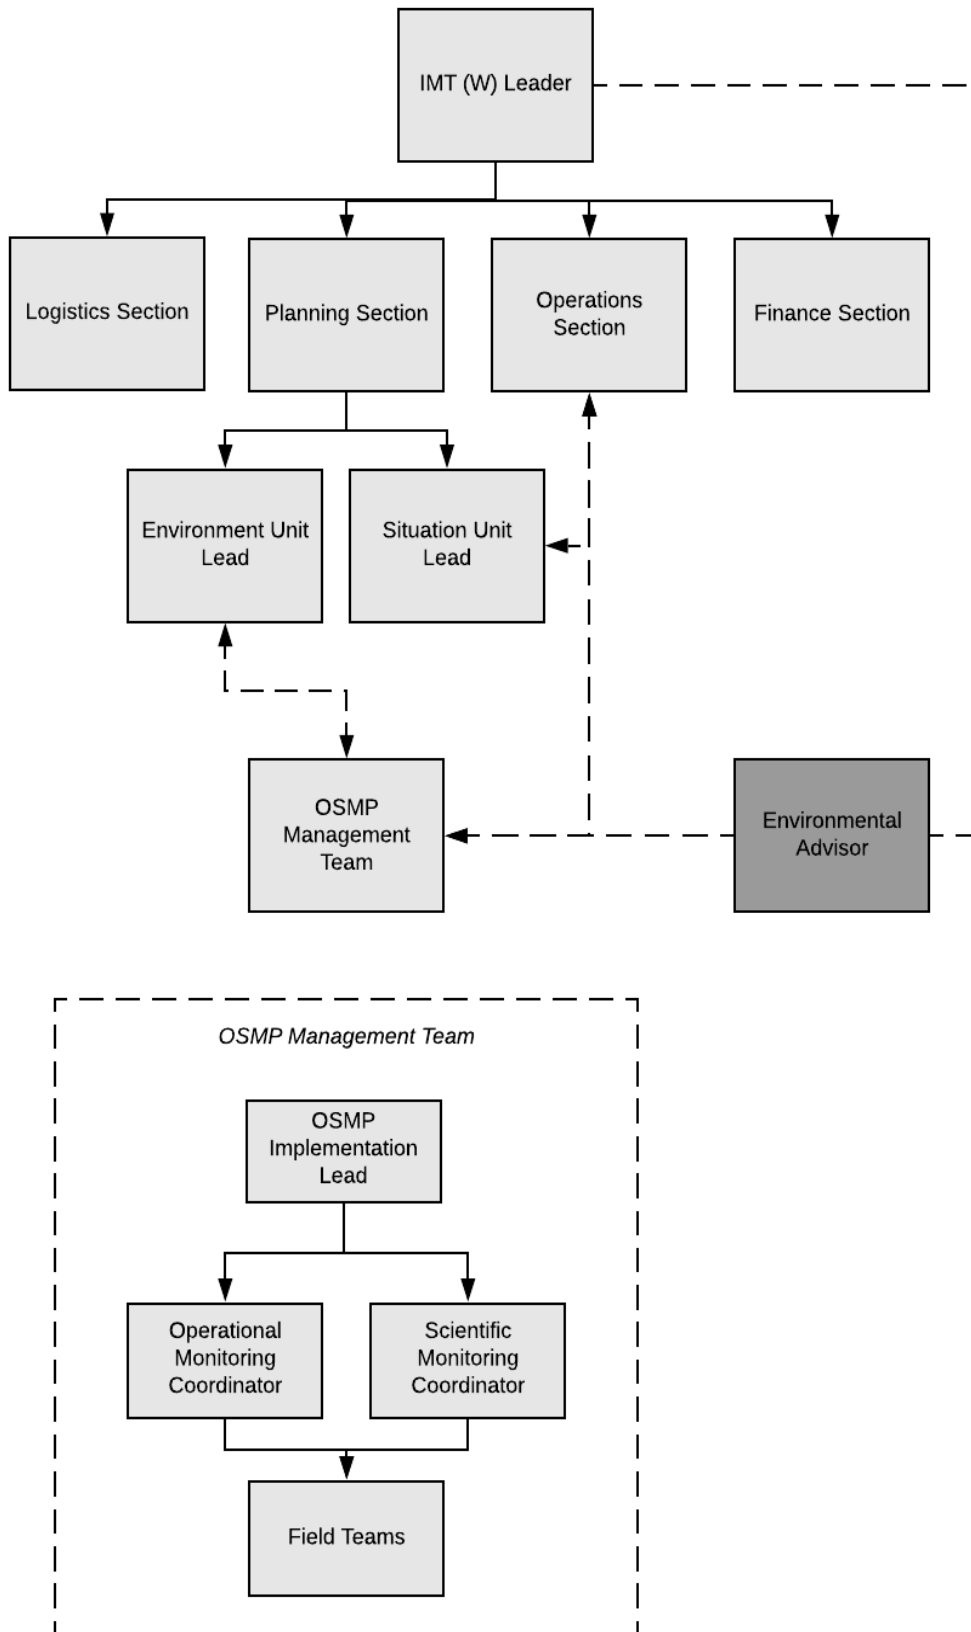 IMT (W) Leader
Logistics Section
Planning Section
Operations
Section
Finance Section
Environment Unit
Lead
Situation Unit
Lead
OSMP
Management
Team
Environmental
Advisor
OSMP Management Team
OSMP
Implementation
Lead
Operational
Monitoring
Coordinator
Scientific
Monitoring
Coordinator
Field Teams